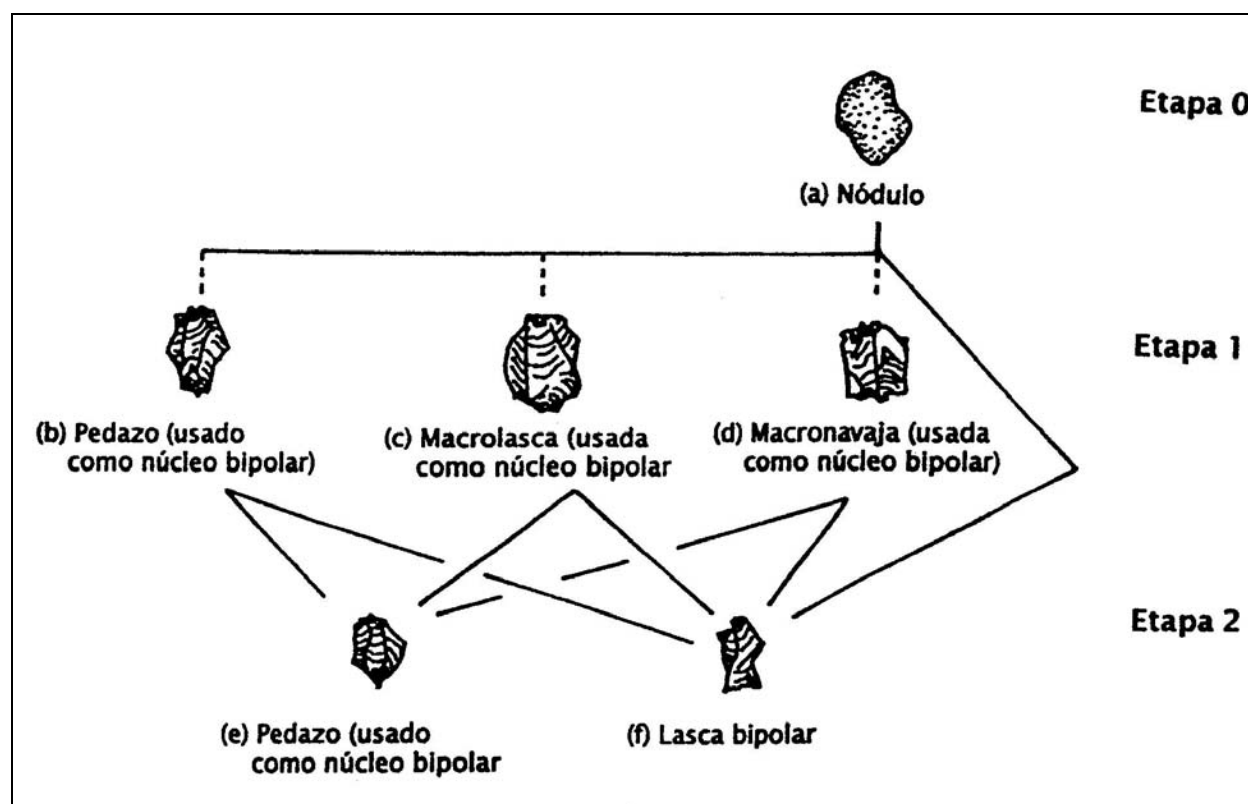 Etapa 0
(a) Nódulo
Etapa 1
(b) Pedazo (usado
como núcleo bipolar)
(c) Macrolasca (usada
como núcleo bipolar
(d) Macronavaja (usada
como núcleo bipolar)
Etapa 2
(e) Pedazo (usado
como núcleo bipolar
(f) Lasca bipolar